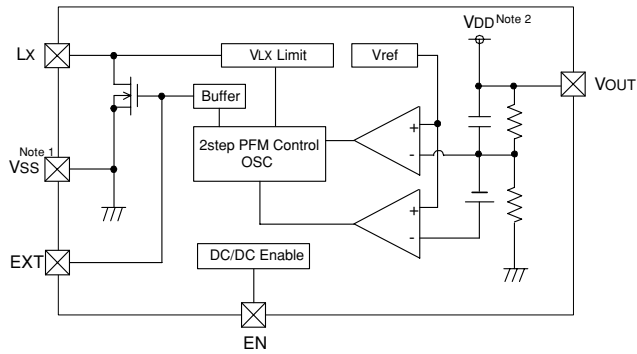 VDD Note 2
LX
VLX Limit
Vref
VOUT
Buffer
+
-
2step PFM Control
OSC
Note 1
VSS
+
-
EXT
DC/DC Enable
EN